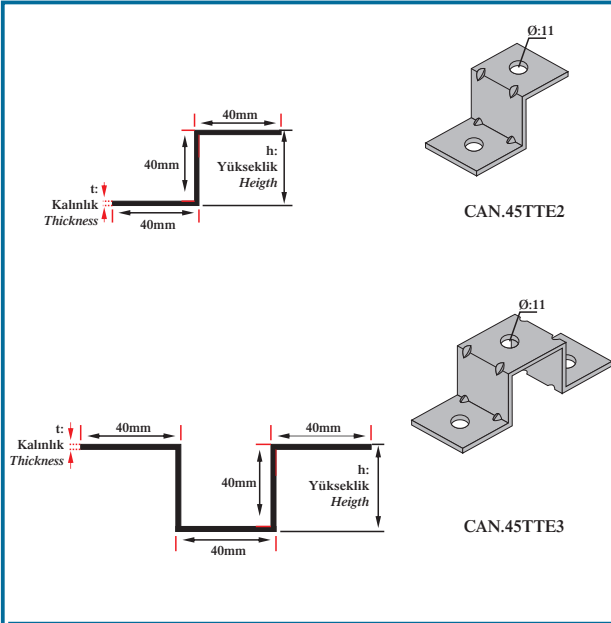 Ø:11
40mm
40mm
h:
Yükseklik
Heigth
t:
Kalınlık
Thickness
40mm
CAN.45TTE2
Ø:11
t:
Kalınlık
Thickness
40mm
40mm
40mm
h:
Yükseklik
Heigth
40mm
CAN.45TTE3